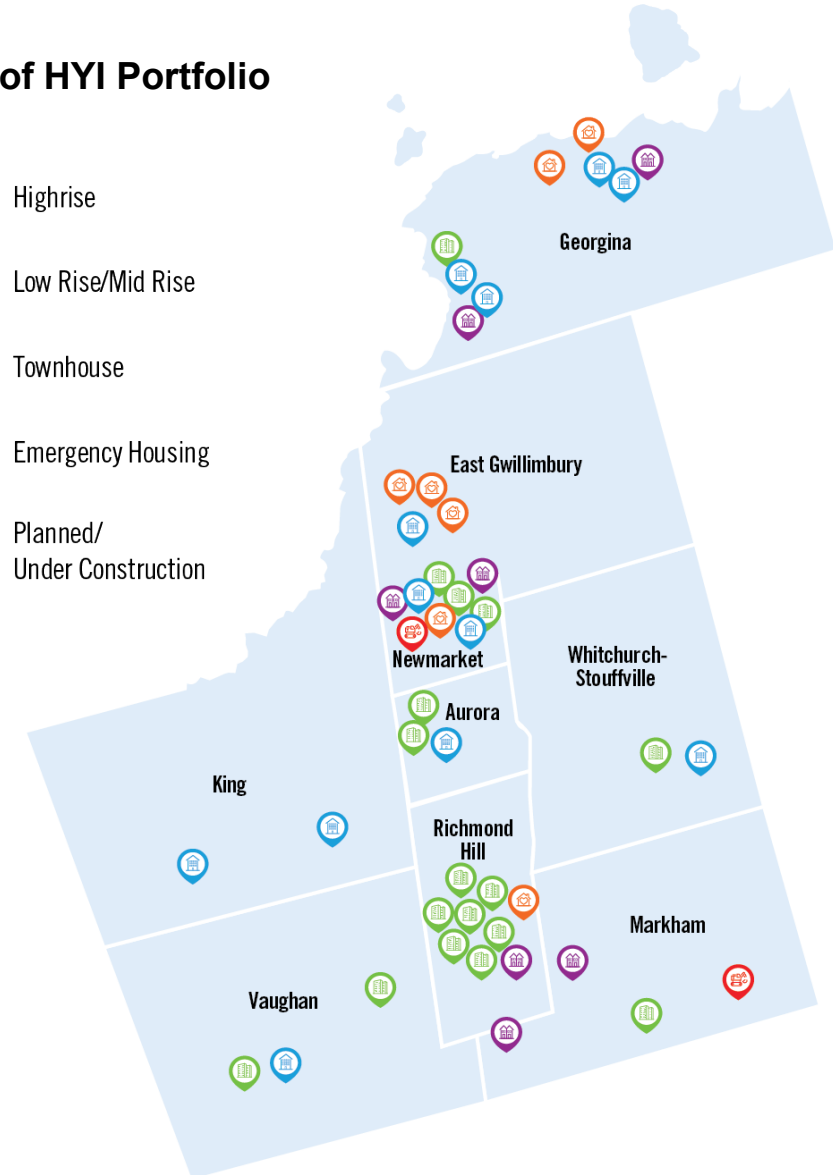 of HYI Portfolio
Highrise
Low Rise/Mid Rise
Townhouse
Emergency Housing
Planned/
Under Construction
Georgina
East Gwillimbury
Newmarket
Whitchurch-
Stouffville
Aurora
King
Richmond
Hill
Markham
Vaughan